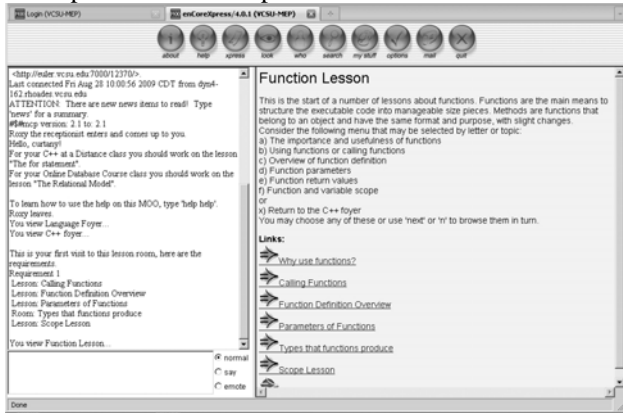 Login (VCSU-MEP)
enCoreXpress/4.0.1 (VCSU-MEP)
about help xpress look who search my stuff options mail quit
<http://euler.vcsu.edu:7000/12370/>.
Last connected Fri Aug 28 10:00:56 2009 CDT from dyn4-
162.rhoades.vcsu.edu
ATTENTION: There are new news items to read! Type
'news' for a summary.
#$#mcp version: 2.1 to: 2.1
Roxy the receptionist enters and comes up to you.
Hello, curtany!
For your C++ at a Distance class you should work on the lesson
"The for statement".
For your Online Database Course class you should work on the
lesson "The Relational Model".
To learn how to use the help on this MOO, type 'help help'.
Roxy leaves.
You view Language Foyer...
You view C++ foyer...
This is your first visit to this lesson room, here are the
requirements.
Requirement 1
Lesson: Calling Functions
Lesson: Function Definition Overview
Lesson: Parameters of Functions
Room: Types that functions produce
Lesson: Scope Lesson
You view Function Lesson...
normal
say
emote
Function Lesson
This is the start of a number of lessons about functions. Functions are the main means to
structure the executable code into manageable size pieces. Methods are functions that
belong to an object and have the same format and purpose, with slight changes.
Consider the following menu that may be selected by letter or topic:
a) The importance and usefulness of functions
b) Using functions or calling functions
c) Overview of function definition
d) Function parameters
e) Function return values
f) Function and variable scope
or
x) Return to the C++ foyer
You may choose any of these or use 'next' or 'n' to browse them in turn.
Links:
Why use functions?
Calling Functions
Function Definition Overview
Parameters of Functions
Types that functions produce
Scope Lesson
Done